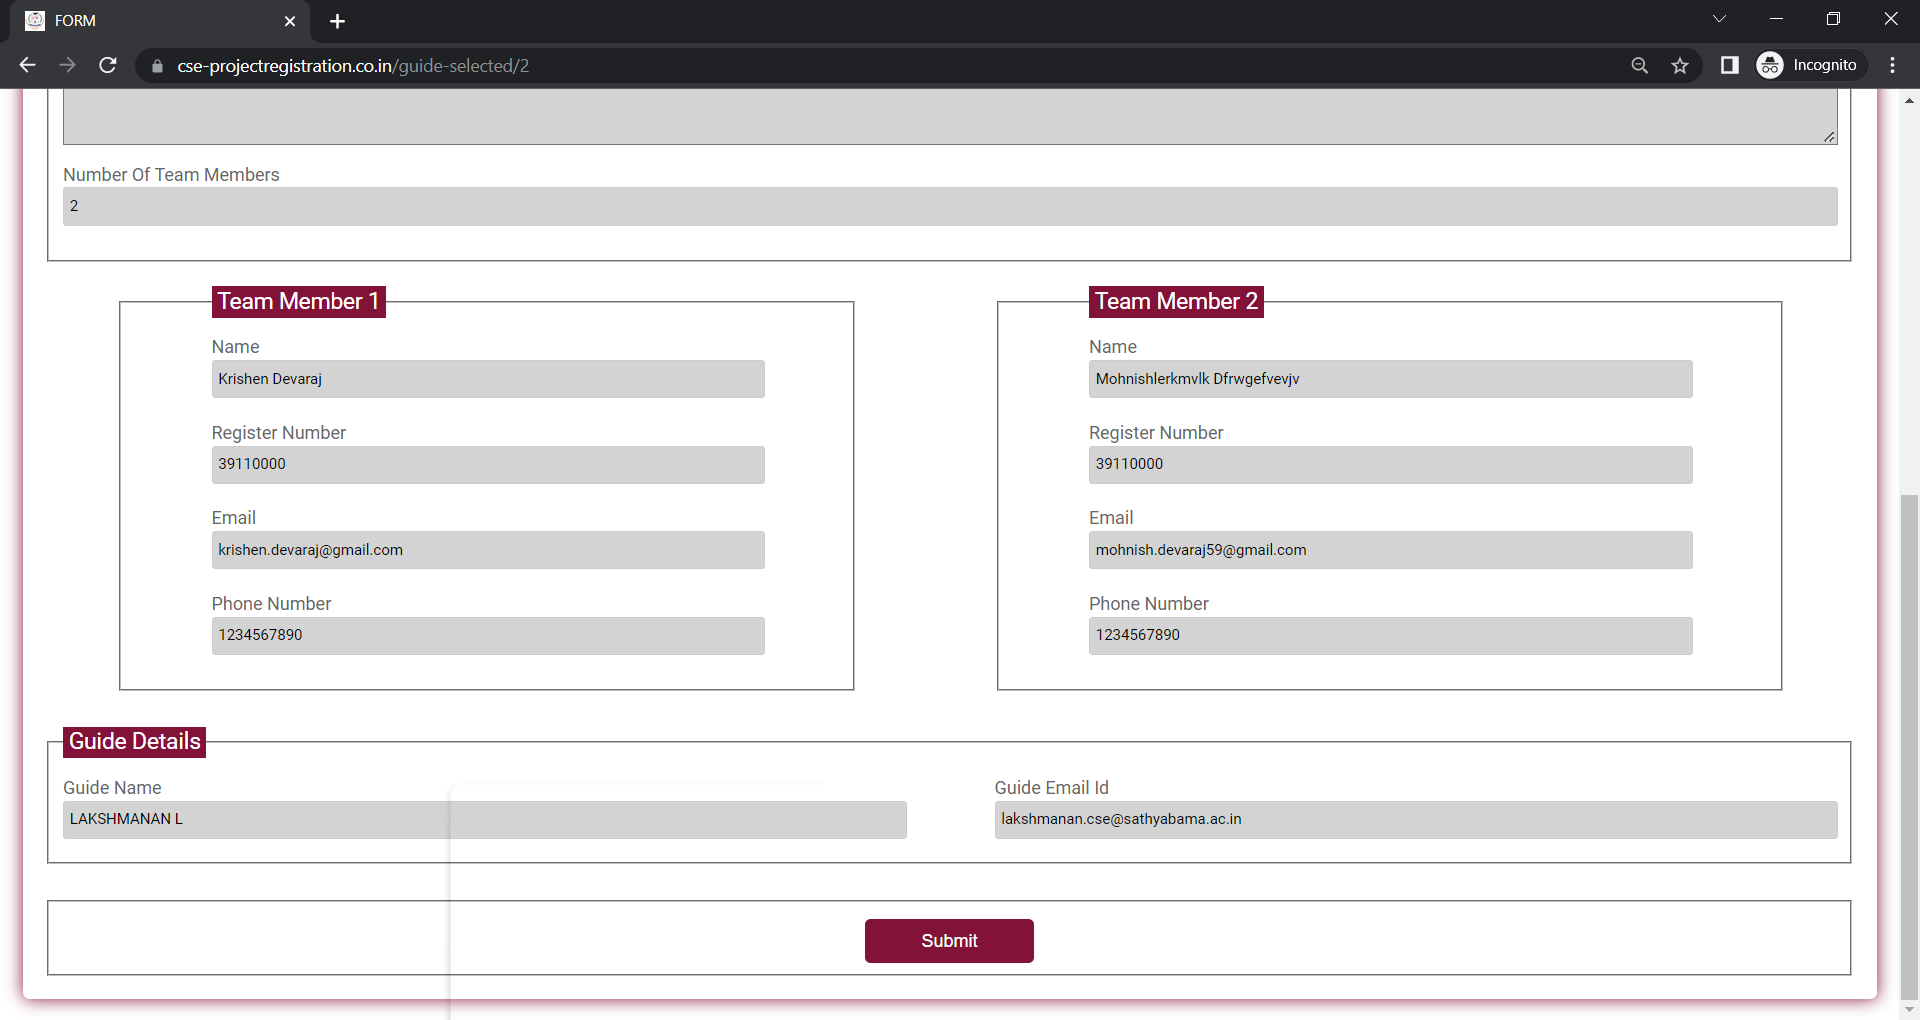 FORM
cse-projectregistration.co.in/guide-selected/2
Incognito
Number Of Team Members
2
Team Member 1
Name
Krishen Devaraj
Register Number
39110000
Email
krishen.devaraj@gmail.com
Phone Number
1234567890
Team Member 2
Name
Mohnishlerkmvlk Dfrwgefvevjv
Register Number
39110000
Email
mohnish.devaraj59@gmail.com
Phone Number
1234567890
Guide Details
Guide Name
LAKSHMANAN L
Guide Email Id
lakshmanan.cse@sathyabama.ac.in
Submit